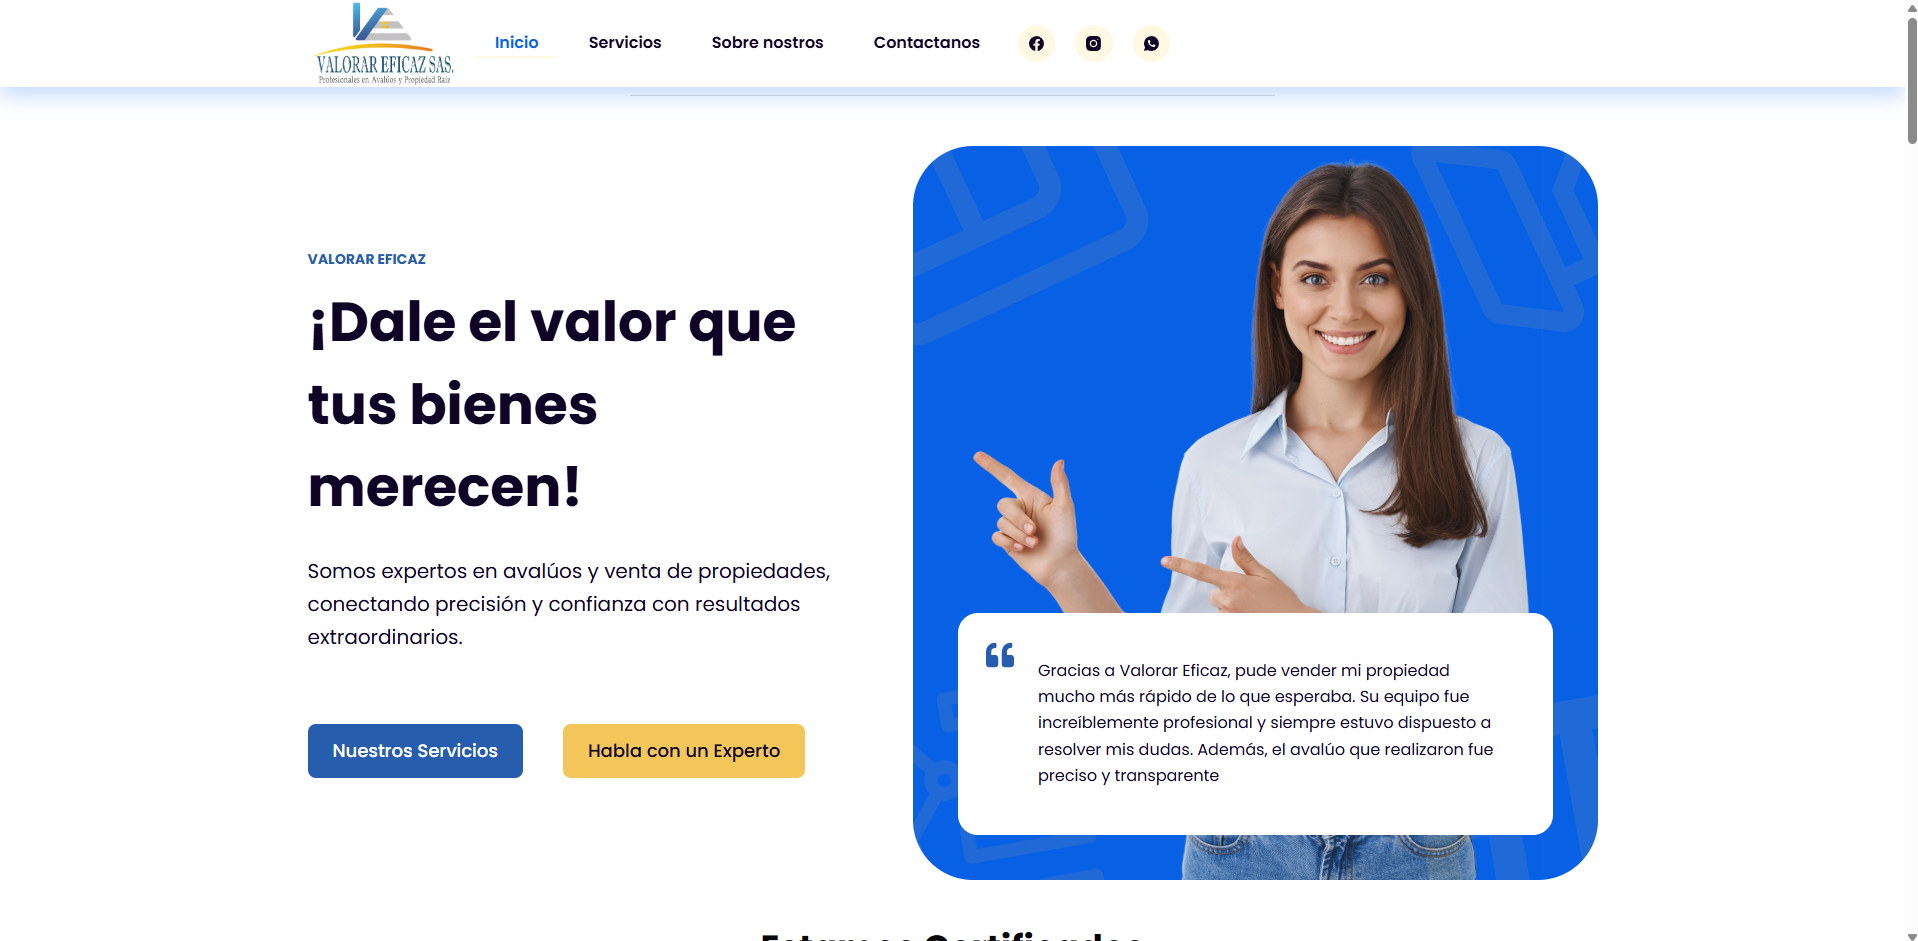 VALORAR EFICAZ SAS.
Profesionales en Avalúos y Propiedad Raíz
Inicio
Servicios
Sobre nostros
Contactanos
VALORAR EFICAZ
¡Dale el valor que
tus bienes
merecen!
Somos expertos en avalúos y venta de propiedades,
conectando precisión y confianza con resultados
extraordinarios.
Nuestros Servicios
Habla con un Experto
Gracias a Valorar Eficaz, pude vender mi propiedad
mucho más rápido de lo que esperaba. Su equipo fue
increíblemente profesional y siempre estuvo dispuesto a
resolver mis dudas. Además, el avalúo que realizaron fue
preciso y transparente
Estamos Certificados